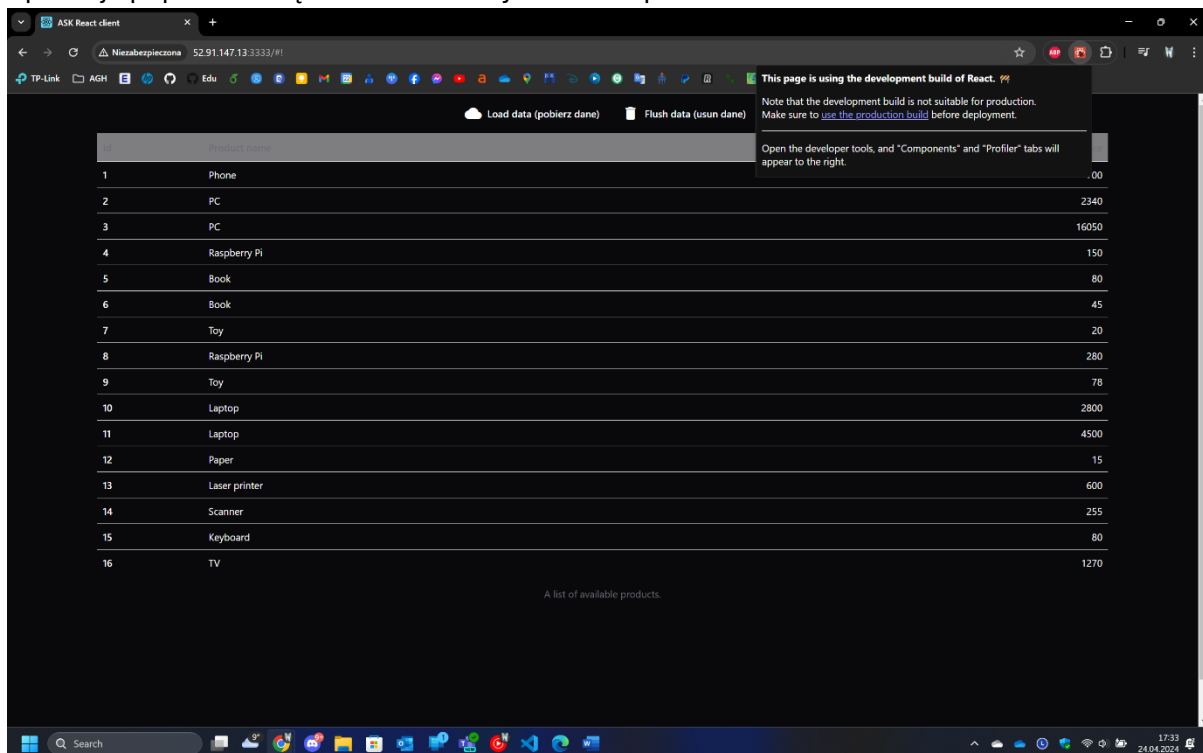 ASK React client
Niezabezpieczona 52.91.147.13:3333/#!
TP-Link AGH Edu
This page is using the development build of React. 🚧
Note that the development build is not suitable for production.
Make sure to use the production build before deployment.
Open the developer tools, and "Components" and "Profiler" tabs will
appear to the right.
Load data (pobierz dane) Flush data (usun dane)
Id Product name
1 Phone 00
2 PC 2340
3 PC 16050
4 Raspberry Pi 150
5 Book 80
6 Book 45
7 Toy 20
8 Raspberry Pi 280
9 Toy 78
10 Laptop 2800
11 Laptop 4500
12 Paper 15
13 Laser printer 600
14 Scanner 255
15 Keyboard 80
16 TV 1270
A list of available products.
Search
17:33
24.04.2024